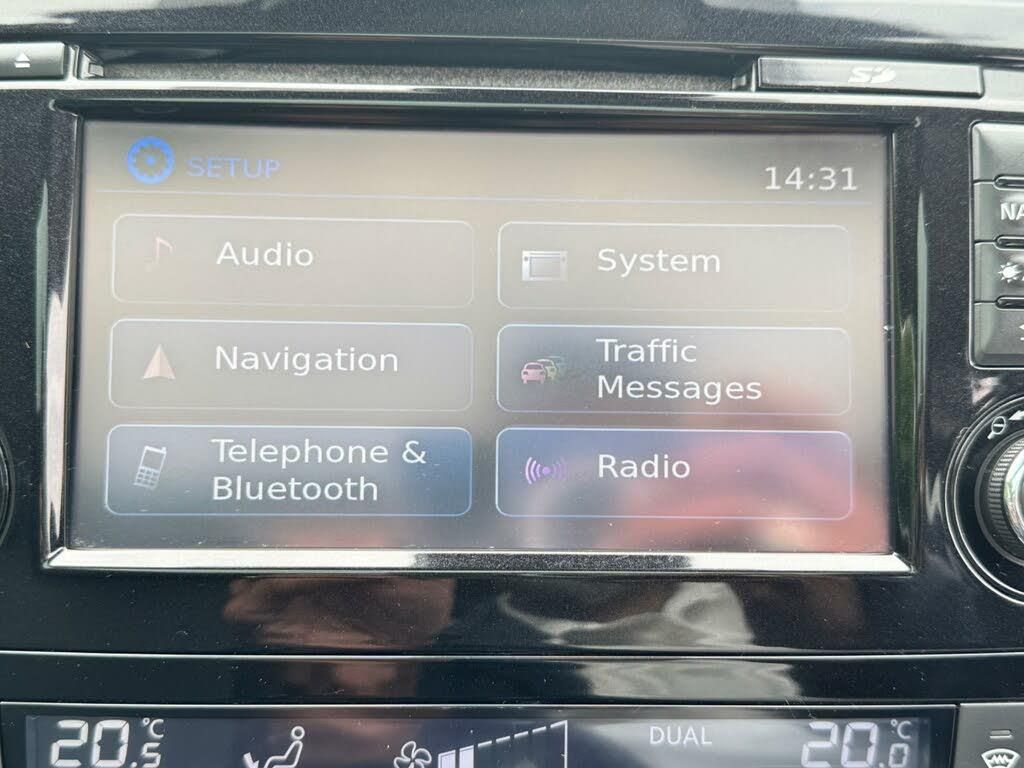 SD
SETUP
14:31
Audio
System
Navigation
Traffic
Messages
Telephone &
Bluetooth
Radio
20.5 °C
DUAL
20.0 °C